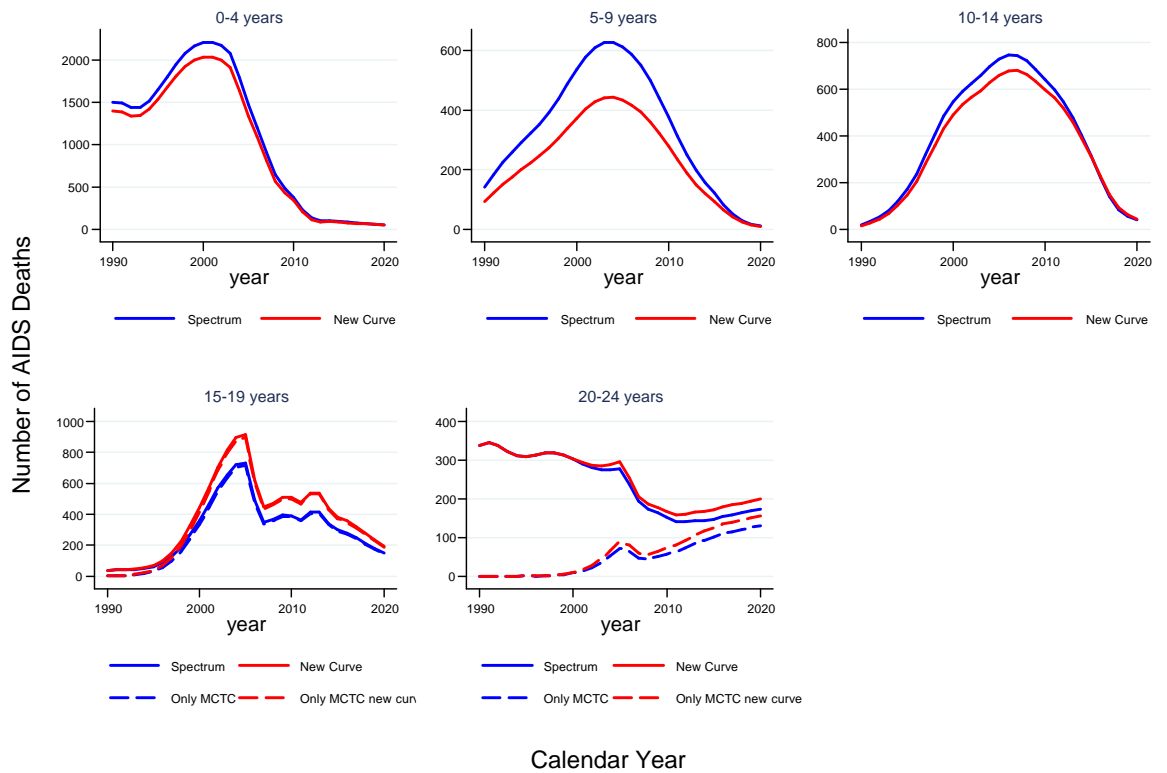 0-4 years
2000
1500
1000
500
0
1990 2000 2010 2020
year
Spectrum New Curve
5-9 years
600
400
200
0
1990 2000 2010 2020
year
Spectrum New Curve
10-14 years
800
600
400
200
0
1990 2000 2010 2020
year
Spectrum New Curve
Number of AIDS Deaths
15-19 years
1000
800
600
400
200
0
1990 2000 2010 2020
year
Spectrum New Curve
Only MCTC Only MCTC new curv
20-24 years
400
300
200
100
0
1990 2000 2010 2020
year
Spectrum New Curve
Only MCTC Only MCTC new curve
Calendar Year